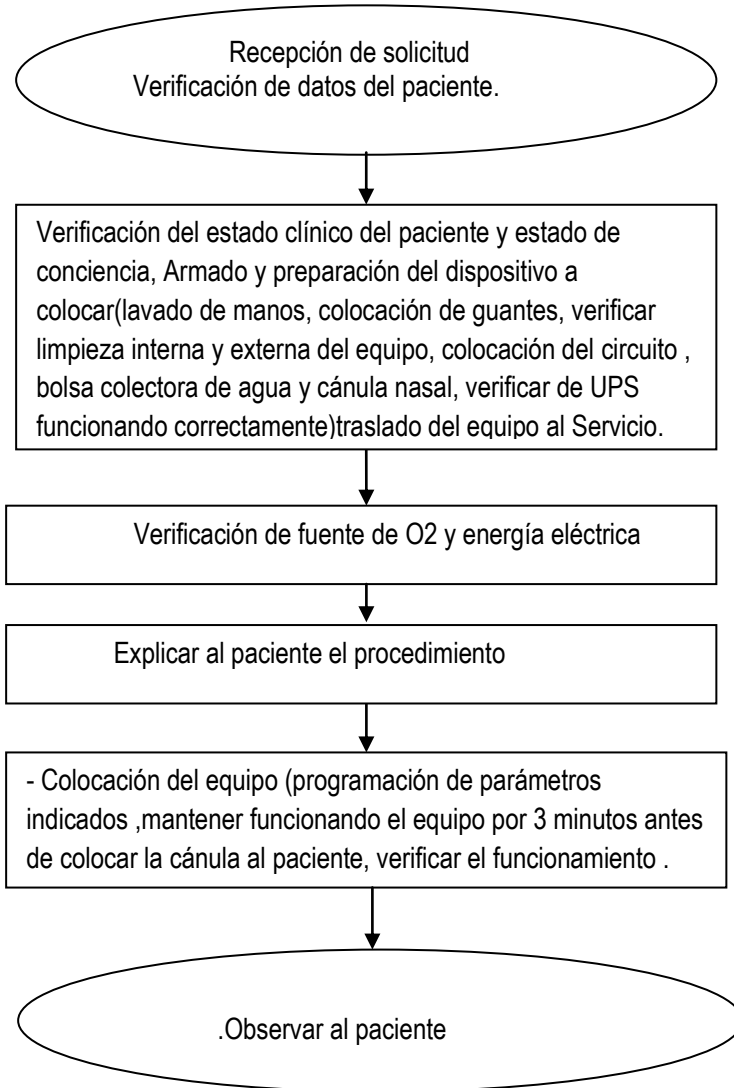 Recepción de solicitud
Verificación de datos del paciente.
Verificación del estado clínico del paciente y estado de
conciencia, Armado y preparación del dispositivo a
colocar(lavado de manos, colocación de guantes, verificar
limpieza interna y externa del equipo, colocación del circuito ,
bolsa colectora de agua y cánula nasal, verificar de UPS
funcionando correctamente)traslado del equipo al Servicio.
Verificación de fuente de O2 y energía eléctrica
Explicar al paciente el procedimiento
- Colocación del equipo (programación de parámetros
indicados ,mantener funcionando el equipo por 3 minutos antes
de colocar la cánula al paciente, verificar el funcionamiento .
.Observar al paciente